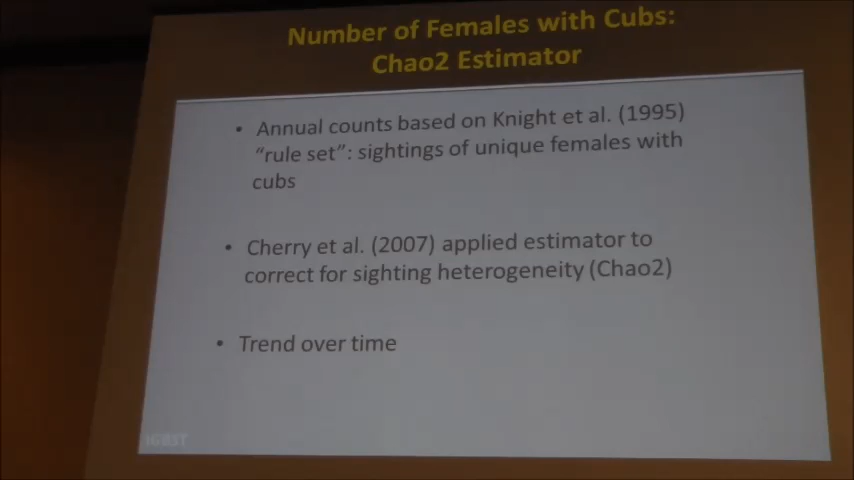 Number of Females with Cubs:
Chao2 Estimator
• Annual counts based on Knight et al. (1995)
"rule set": sightings of unique females with
cubs
• Cherry et al. (2007) applied estimator to
correct for sighting heterogeneity (Chao2)
• Trend over time
IGBST